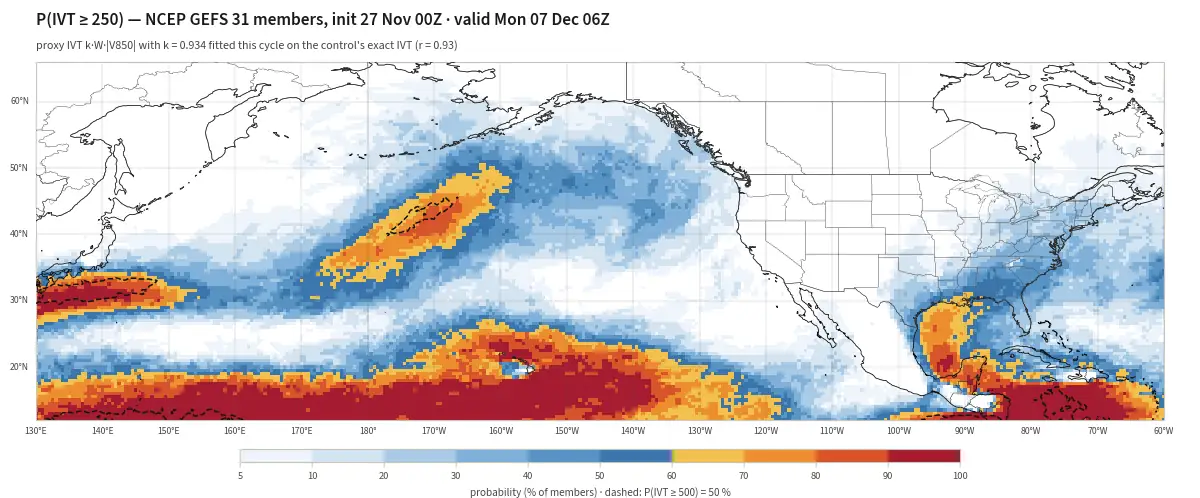 P(IVT ≥ 250) — NCEP GEFS 31 members, init 27 Nov 00Z · valid Mon 07 Dec 06Z
proxy IVT k·W·|V850| with k = 0.934 fitted this cycle on the control's exact IVT (r = 0.93)
60°N
50°N
40°N
30°N
20°N
130°E 140°E 150°E 160°E 170°E 180° 170°W 160°W 150°W 140°W 130°W 120°W 110°W 100°W 90°W 80°W 70°W 60°W
5 10 20 30 40 50 60 70 80 90 100
probability (% of members) · dashed: P(IVT ≥ 500) = 50 %